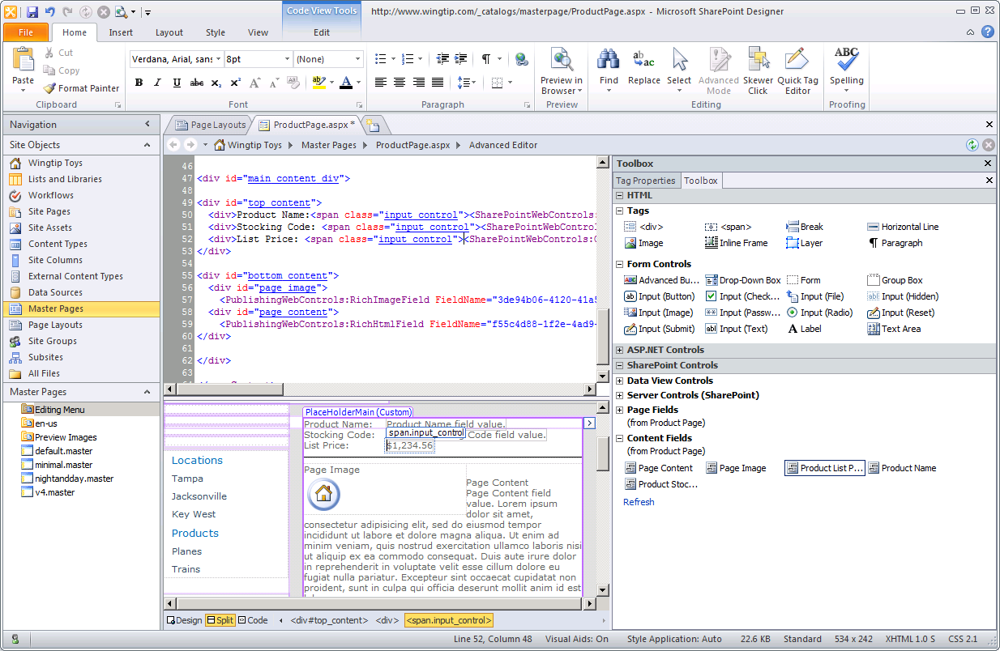 Code View Tools
http://www.wingtip.com/_catalogs/masterpage/ProductPage.aspx - Microsoft SharePoint Designer
File Home Insert Layout Style View Edit
Cut
Copy
Paste
Format Painter
Clipboard
Verdana, Arial, sans 8pt (None)
B I U abc X₂ X² A A Aa
ab A
Font
Paragraph
Preview in Browser
Preview
Find
ab ac
Replace
Select
Advanced Mode
Skewer Click
Quick Tag Editor
Editing
ABC
Spelling
Proofing
Navigation
Site Objects
Wingtip Toys
Lists and Libraries
Workflows
Site Pages
Site Assets
Content Types
Site Columns
External Content Types
Data Sources
Master Pages
Page Layouts
Site Groups
Subsites
All Files
Master Pages
Editing Menu
en-us
Preview Images
default.master
minimal.master
nightandday.master
v4.master
Page Layouts ProductPage.aspx *
Wingtip Toys Master Pages ProductPage.aspx Advanced Editor
46
47 <div id="main_content_div">
48
49 <div id="top_content">
50 <div>Product Name:<span class="input_control"><SharePointWebControls:
51 <div>Stocking Code: <span class="input_control"><SharePointWebControl
52 <div>List Price: <span class="input_control"><SharePointWebControls:C
53 </div>
54
55 <div id="bottom_content">
56 <div id="page_image">
57 <PublishingWebControls:RichImageField FieldName="3de94b06-4120-41a5
58 <div id="page_content">
59 <PublishingWebControls:RichHtmlField FieldName="f55c4d88-1f2e-4ad9-
60 </div>
61
62 </div>
63
PlaceHolderMain (Custom)
Product Name: Product Name field value.
Stocking Code: Code field value.
span.input_control
List Price: $1,234.56
Locations
Tampa
Jacksonville
Key West
Products
Planes
Trains
Page Image
Page Content
Page Content field
value. Lorem ipsum
dolor sit amet,
consectetur adipisicing elit, sed do eiusmod tempor
incididunt ut labore et dolore magna aliqua. Ut enim ad
minim veniam, quis nostrud exercitation ullamco laboris nisi
ut aliquip ex ea commodo consequat. Duis aute irure dolor
in reprehenderit in voluptate velit esse cillum dolore eu
fugiat nulla pariatur. Excepteur sint occaecat cupidatat non
proident, sunt in culpa qui officia deserunt mollit anim id est
Design Split Code <div#top_content> <div> <span.input_control>
Toolbox
Tag Properties Toolbox
HTML
Tags
<div> <span> Break Horizontal Line
Image Inline Frame Layer Paragraph
Form Controls
Advanced Bu... Drop-Down Box Form Group Box
Input (Button) Input (Check... Input (File) Input (Hidden)
Input (Image) Input (Passw... Input (Radio) Input (Reset)
Input (Submit) Input (Text) Label Text Area
ASP.NET Controls
SharePoint Controls
Data View Controls
Server Controls (SharePoint)
Page Fields
(from Product Page)
Content Fields
(from Product Page)
Page Content Page Image Product List P... Product Name
Product Stoc...
Refresh
Line 52, Column 48 Visual Aids: On Style Application: Auto 22.6 KB Standard 534 x 242 XHTML 1.0 S CSS 2.1